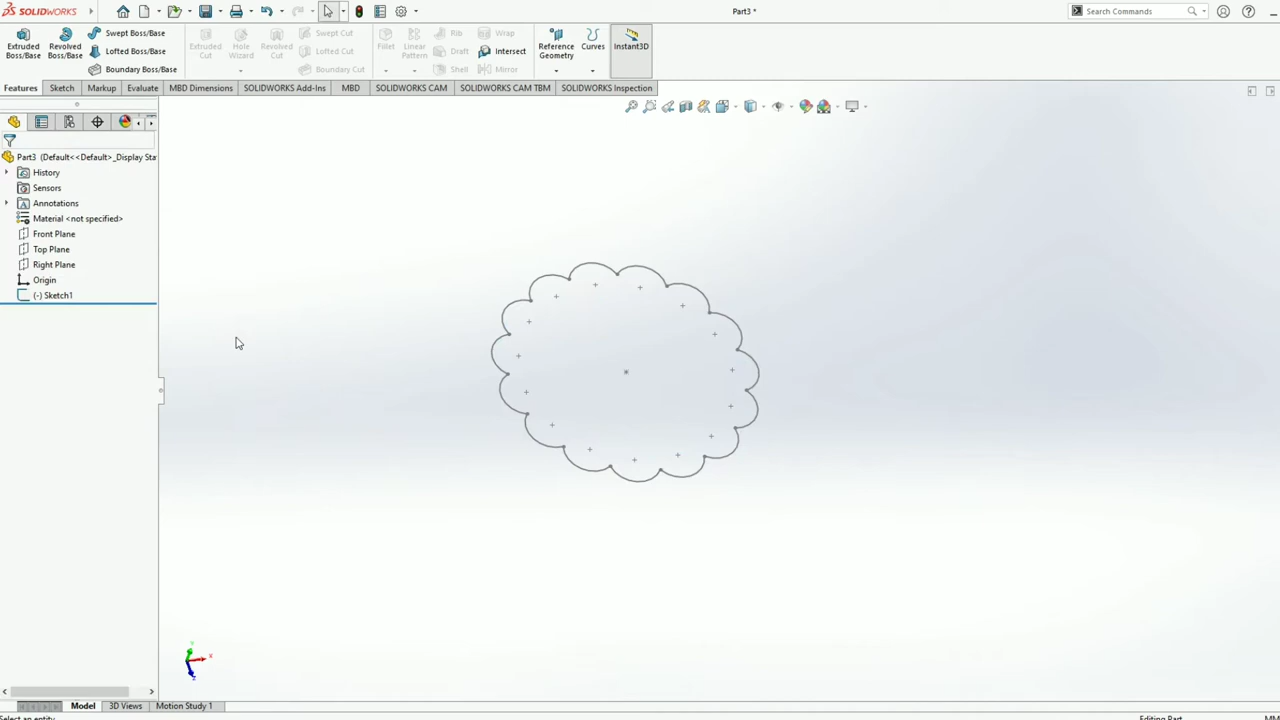 SOLIDWORKS
Part3 *
Search Commands
Extruded Boss/Base
Revolved Boss/Base
Swept Boss/Base
Lofted Boss/Base
Boundary Boss/Base
Extruded Cut
Hole Wizard
Revolved Cut
Swept Cut
Lofted Cut
Boundary Cut
Fillet
Linear Pattern
Rib
Draft
Shell
Wrap
Intersect
Mirror
Reference Geometry
Curves
Instant3D
Features
Sketch
Markup
Evaluate
MBD Dimensions
SOLIDWORKS Add-Ins
MBD
SOLIDWORKS CAM
SOLIDWORKS CAM TBM
SOLIDWORKS Inspection
Part3 (Default<<Default>_Display Sta
History
Sensors
Annotations
Material <not specified>
Front Plane
Top Plane
Right Plane
Origin
(-) Sketch1
Model
3D Views
Motion Study 1
Select an entity
Editing Part